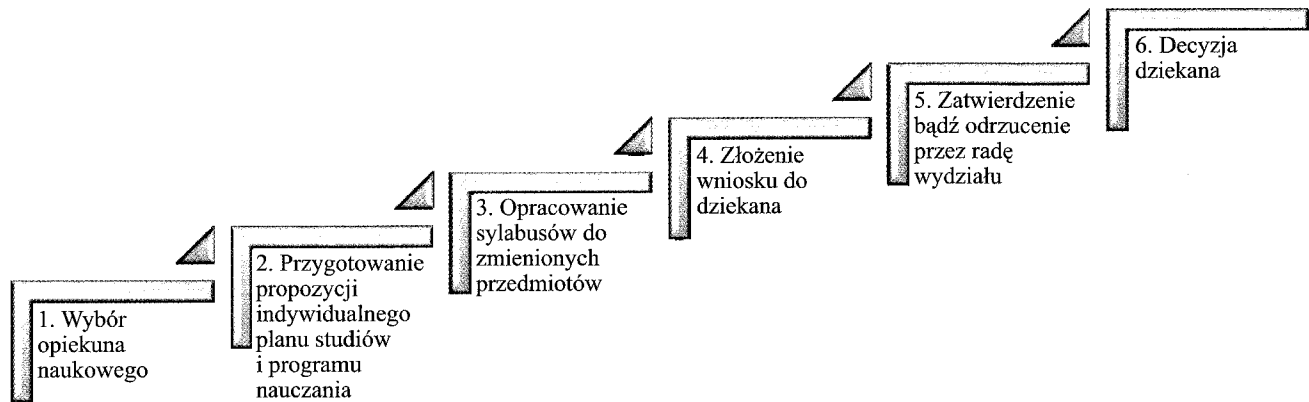 1. Wybór
opiekuna
naukowego
2. Przygotowanie
propozycji
indywidualnego
planu studiów
i programu
nauczania
3. Opracowanie
sylabusów do
zmienionych
przedmiotów
4. Złożenie
wniosku do
dziekana
5. Zatwierdzenie
bądź odrzucenie
przez radę
wydziału
6. Decyzja
dziekana